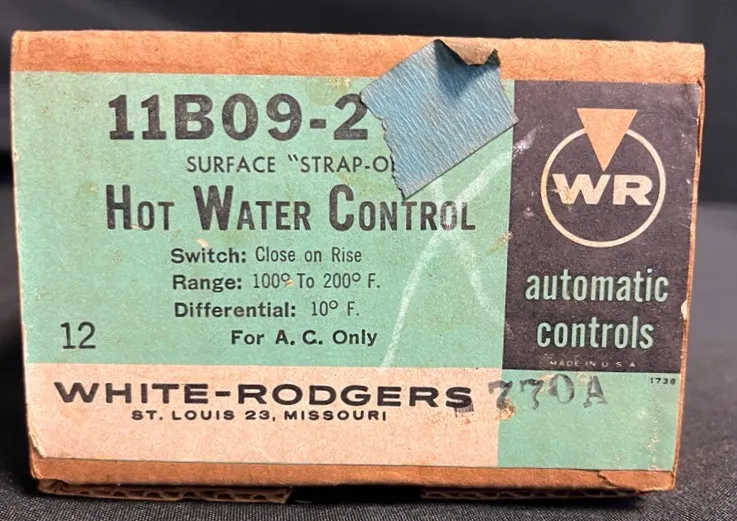 11B09-2
SURFACE "STRAP-O
HOT WATER CONTROL
Switch: Close on Rise
Range: 100° To 200° F.
Differential: 10° F.
12
For A. C. Only
WR
automatic
controls
MADE IN U S A
1736
WHITE-RODGERS
770A
ST. LOUIS 23, MISSOURI